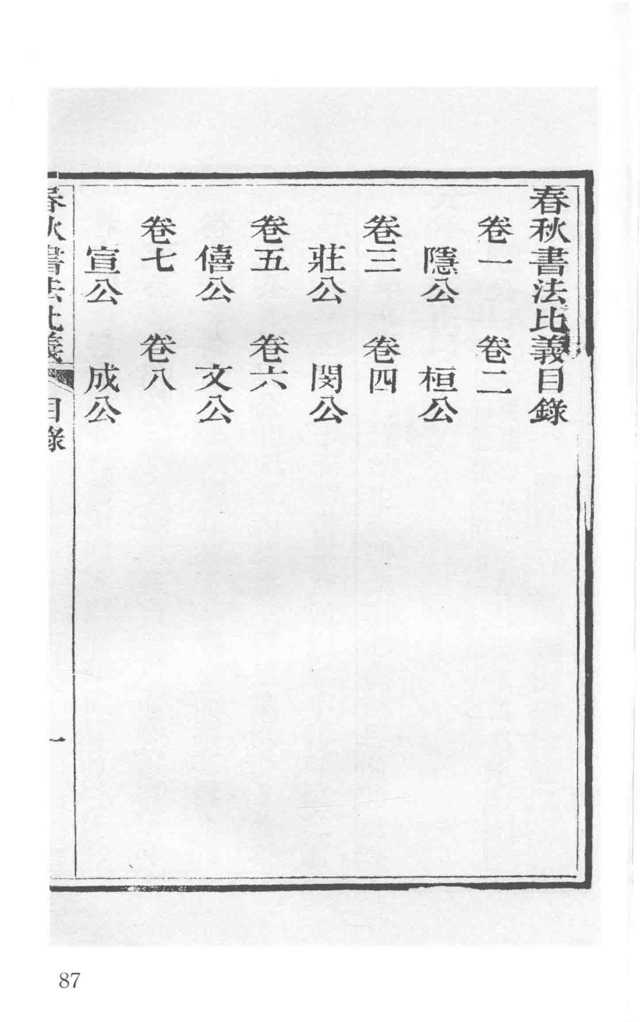 春秋書法比義目錄
卷一　卷二
隱公　桓公
卷三　卷四
莊公　閔公
卷五　卷六
僖公　文公
卷七　卷八
宣公　成公
春秋書法比義　目錄　一
87